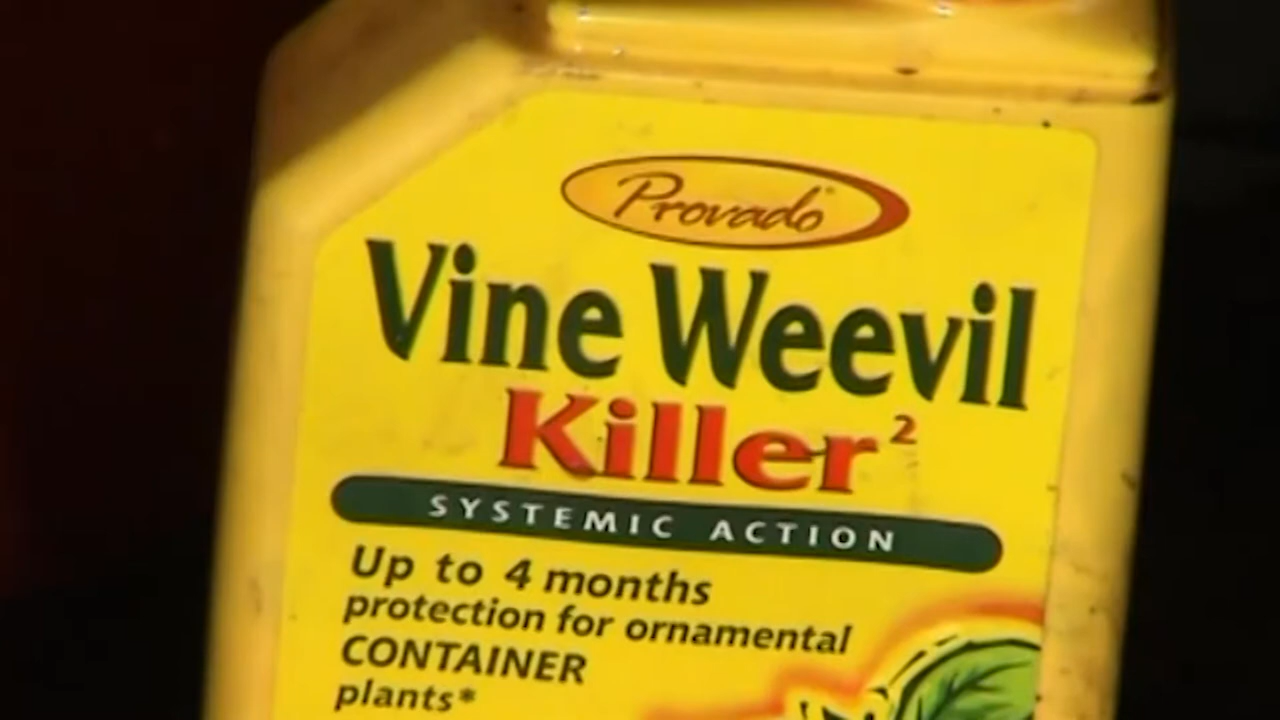 Provado
Vine Weevil
Killer²
SYSTEMIC ACTION
Up to 4 months
protection for ornamental
CONTAINER
plants*